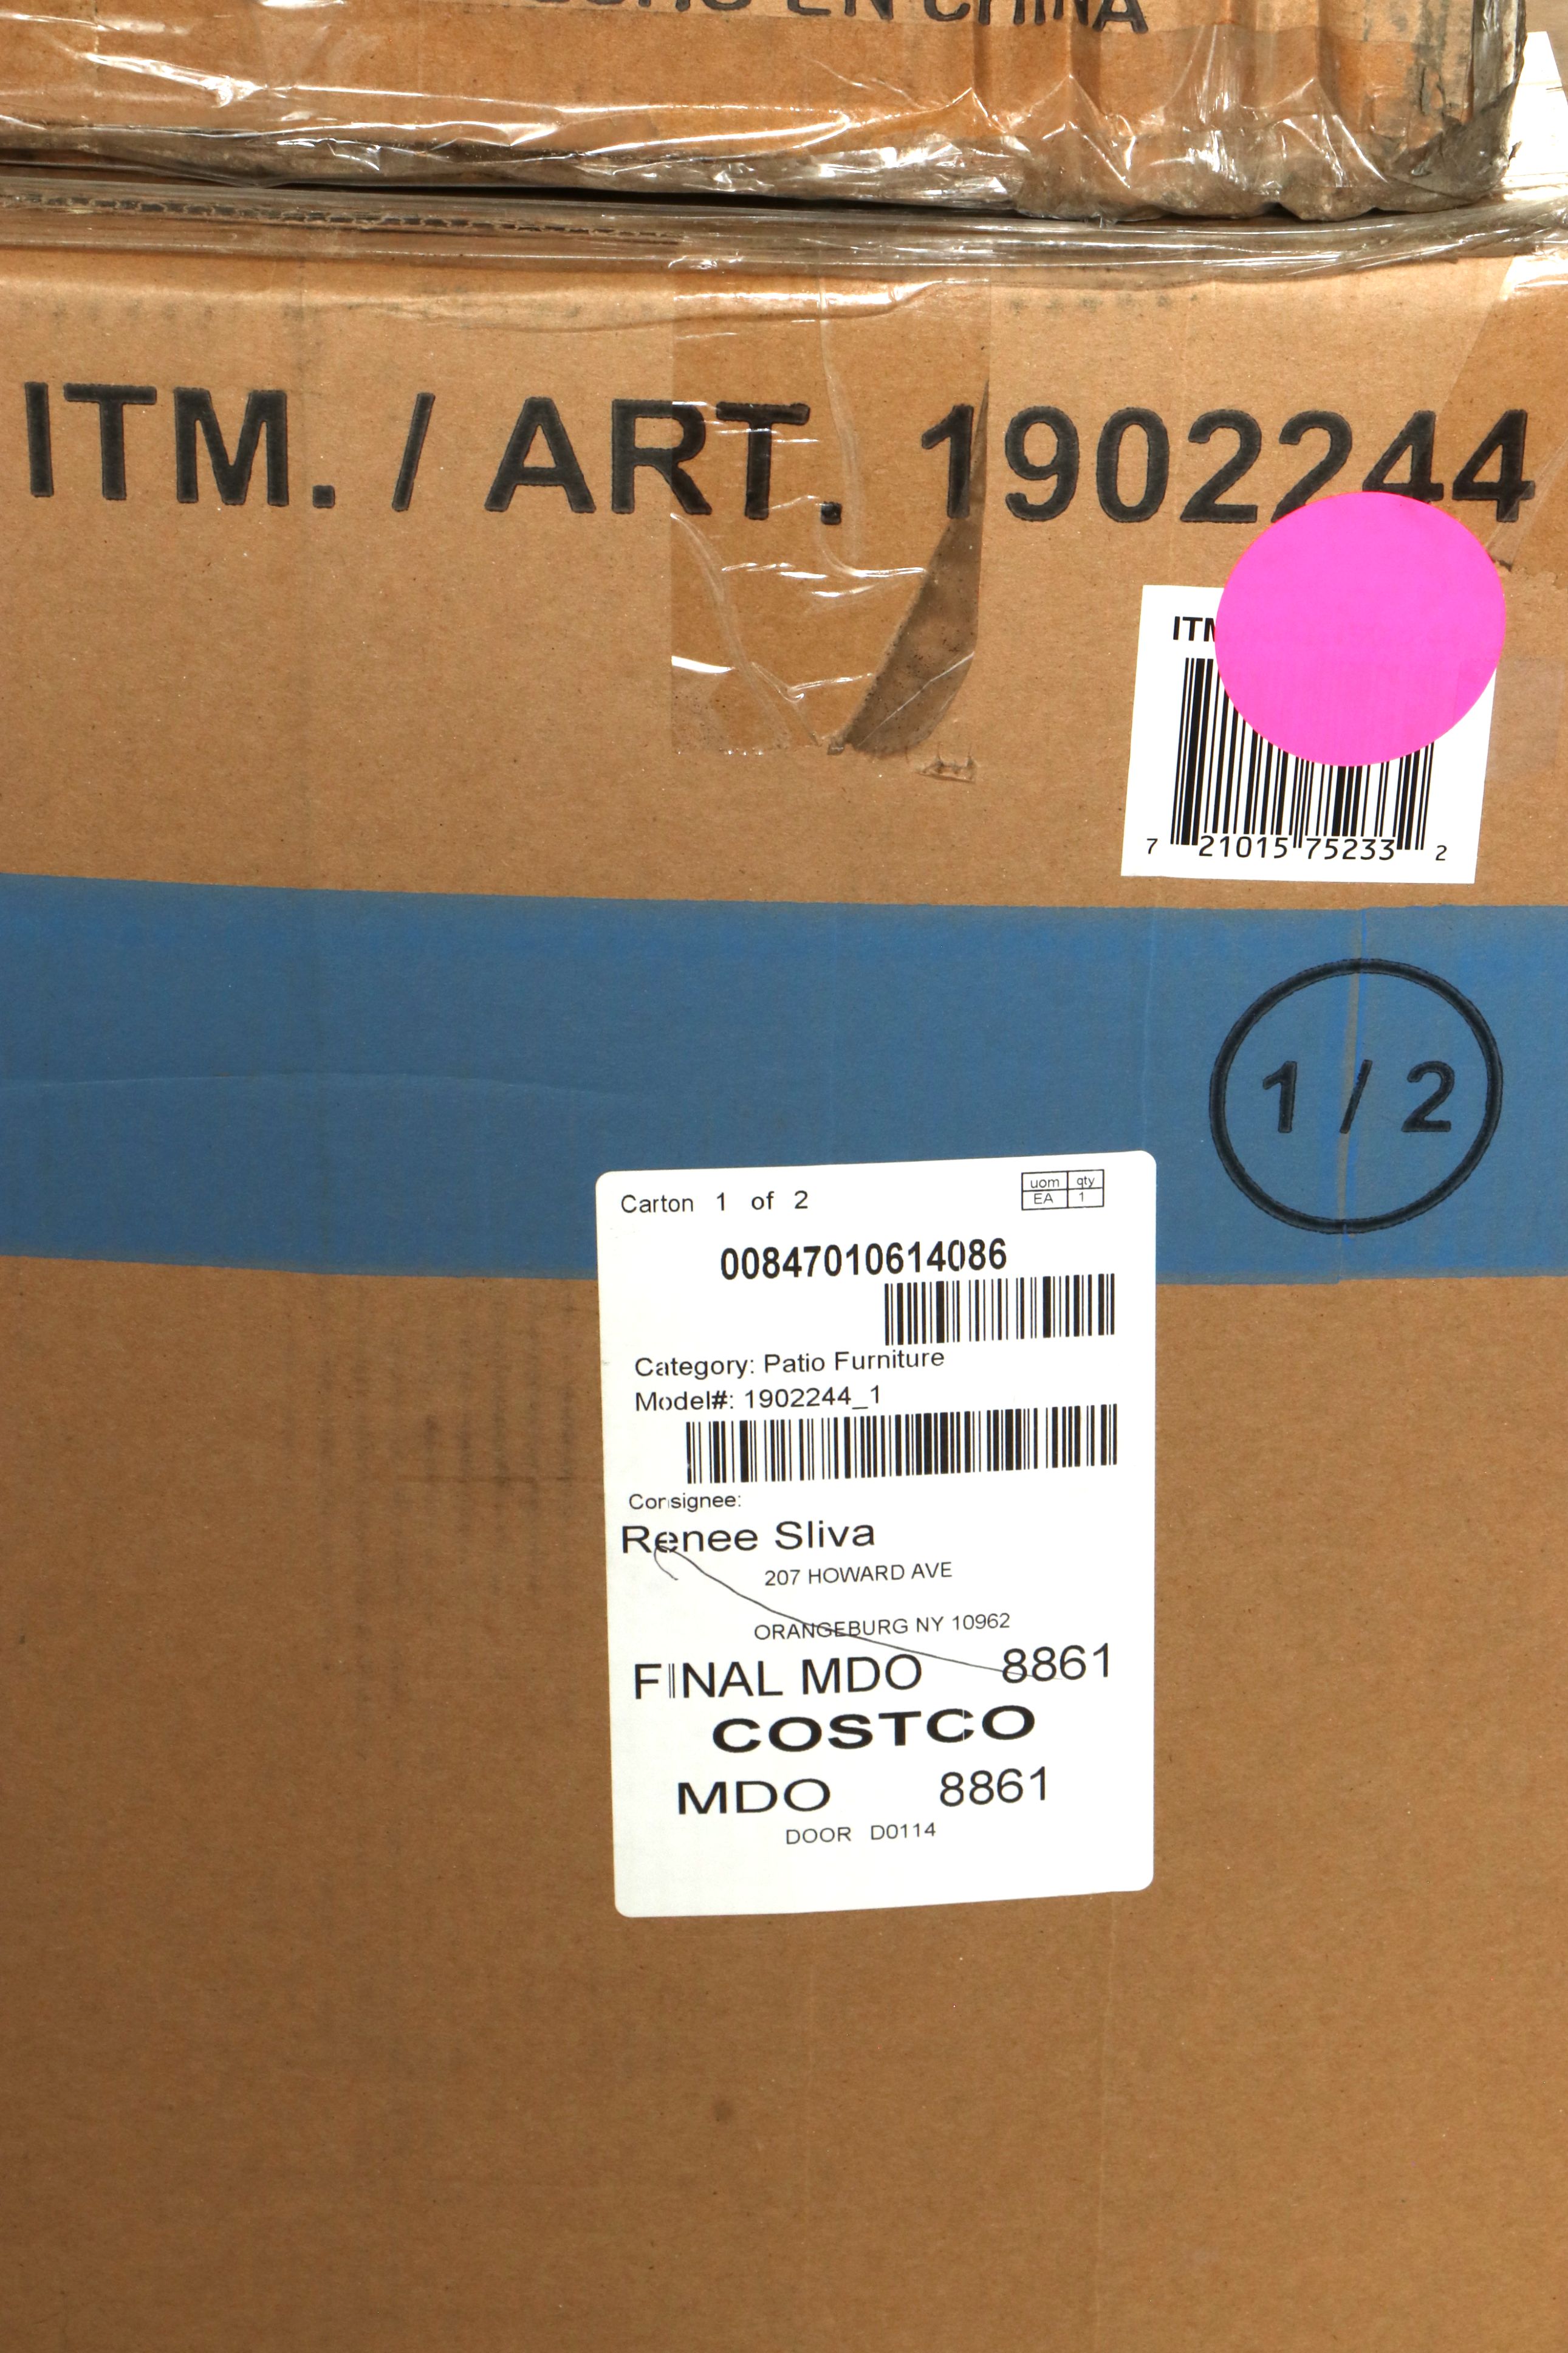 EN CHINA
ITM. / ART. 1902244
ITM
7 21015 75233 2
1 / 2
Carton 1 of 2
uom qty
EA 1
00847010614086
Category: Patio Furniture
Model#: 1902244_1
Consignee:
Renee Sliva
207 HOWARD AVE
ORANGEBURG NY 10962
FINAL MDO 8861
COSTCO
MDO 8861
DOOR D0114